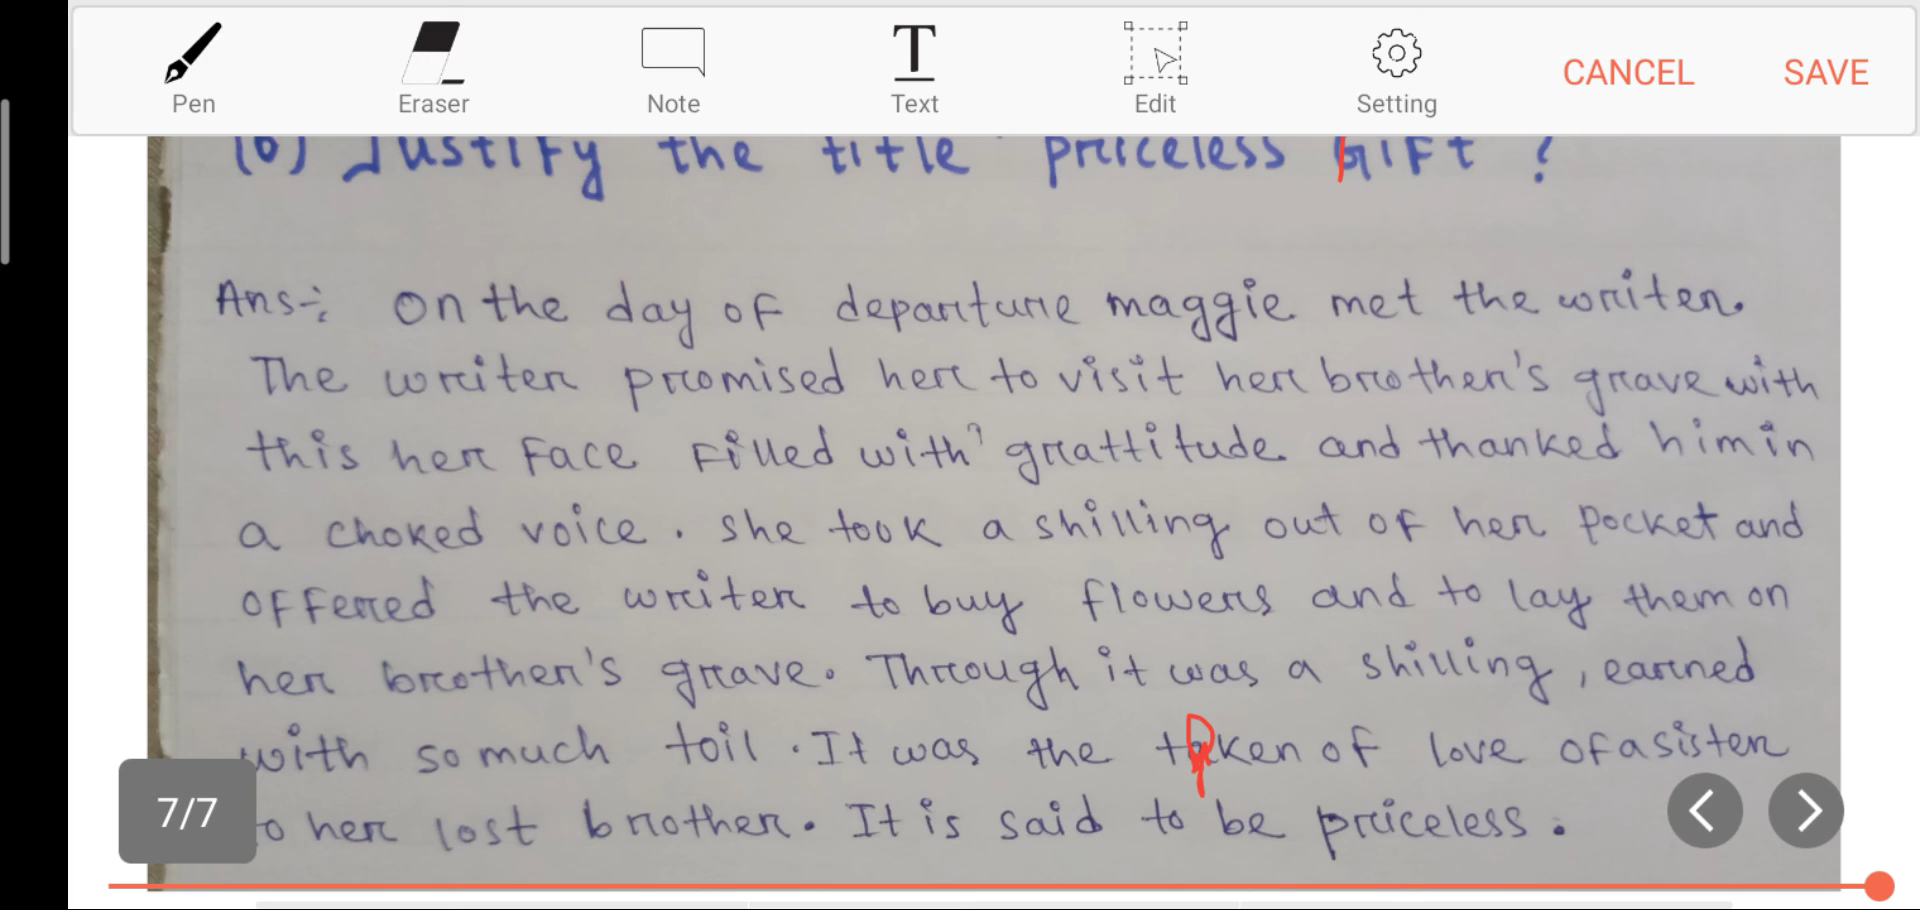 Pen Eraser Note Text Edit Setting CANCEL SAVE
(b) Justify the title priceless Gift ?
Ans:- On the day of departure maggie met the writer.
The writer promised her to visit her brother's grave with
this her face filled with grattitude and thanked him in
a choked voice. she took a shilling out of her pocket and
offered the writer to buy flowers and to lay them on
her brother's grave. Through it was a shilling, earned
with so much toil. It was the of love of a sister
to her lost brother. It is said to be priceless.
7/7